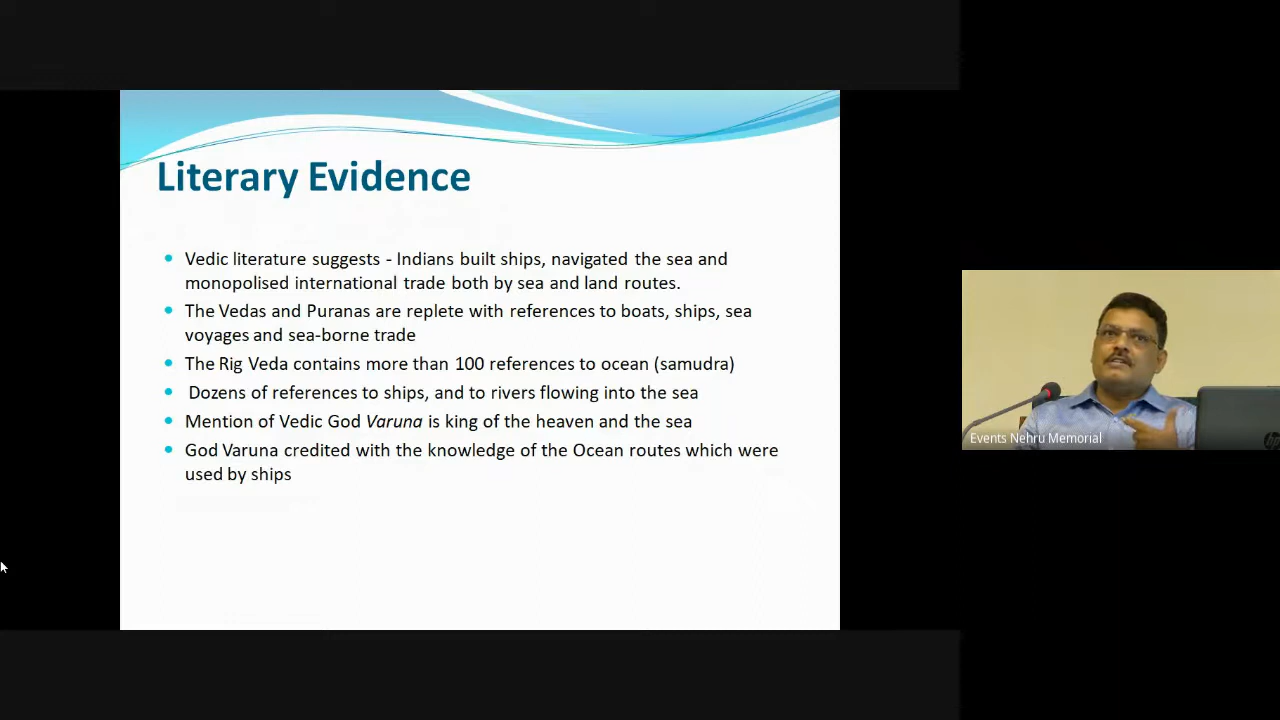 Literary Evidence
Vedic literature suggests - Indians built ships, navigated the sea and
monopolised international trade both by sea and land routes.
The Vedas and Puranas are replete with references to boats, ships, sea
voyages and sea-borne trade
The Rig Veda contains more than 100 references to ocean (samudra)
Dozens of references to ships, and to rivers flowing into the sea
Mention of Vedic God Varuna is king of the heaven and the sea
God Varuna credited with the knowledge of the Ocean routes which were
used by ships
Events Nehru Memorial
hp